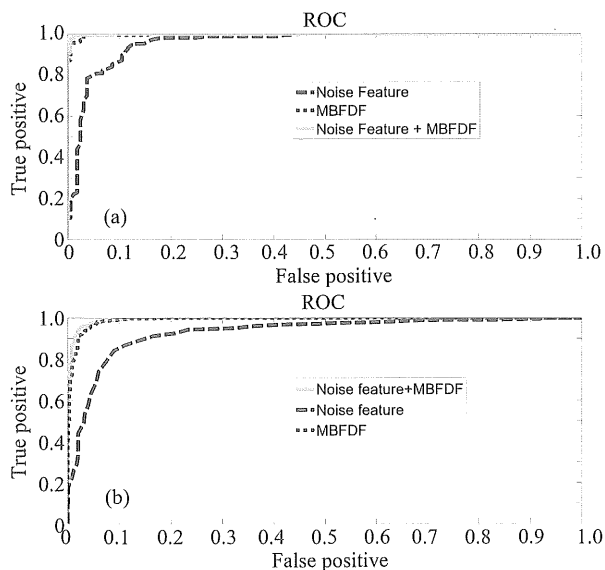 ROC
True positive
1.0
0.8
0.6
0.4
0.2
0
Noise Feature
MBFDF
Noise Feature + MBFDF
(a)
0 0.1 0.2 0.3 0.4 0.5 0.6 0.7 0.8 0.9 1.0
False positive
ROC
True positive
1.0
0.8
0.6
0.4
0.2
0
Noise feature+MBFDF
Noise feature
MBFDF
(b)
0 0.1 0.2 0.3 0.4 0.5 0.6 0.7 0.8 0.9 1.0
False positive